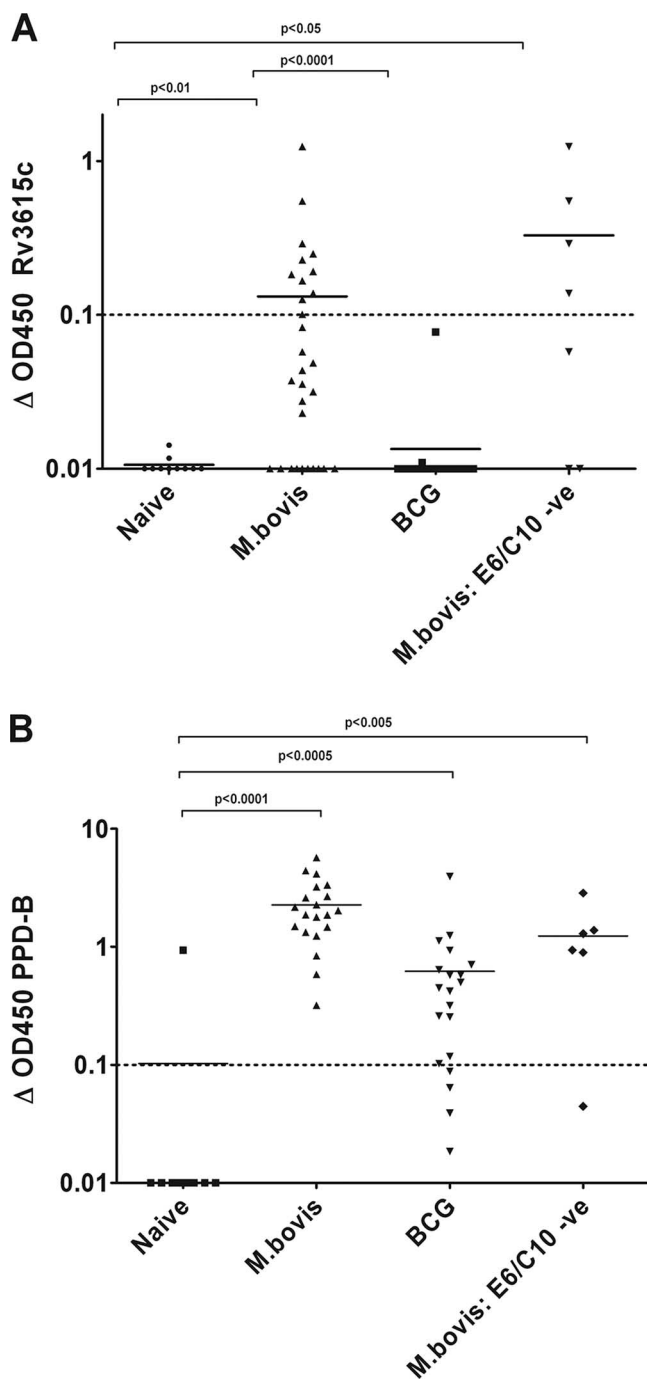 A
p<0.05
p<0.0001
p<0.01
Δ OD450 Rv3615c
1
0.1
0.01
Naive
M.bovis
BCG
M.bovis: E6/C10 -ve
B
p<0.005
p<0.0005
p<0.0001
Δ OD450 PPD-B
10
1
0.1
0.01
Naive
M.bovis
BCG
M.bovis: E6/C10 -ve